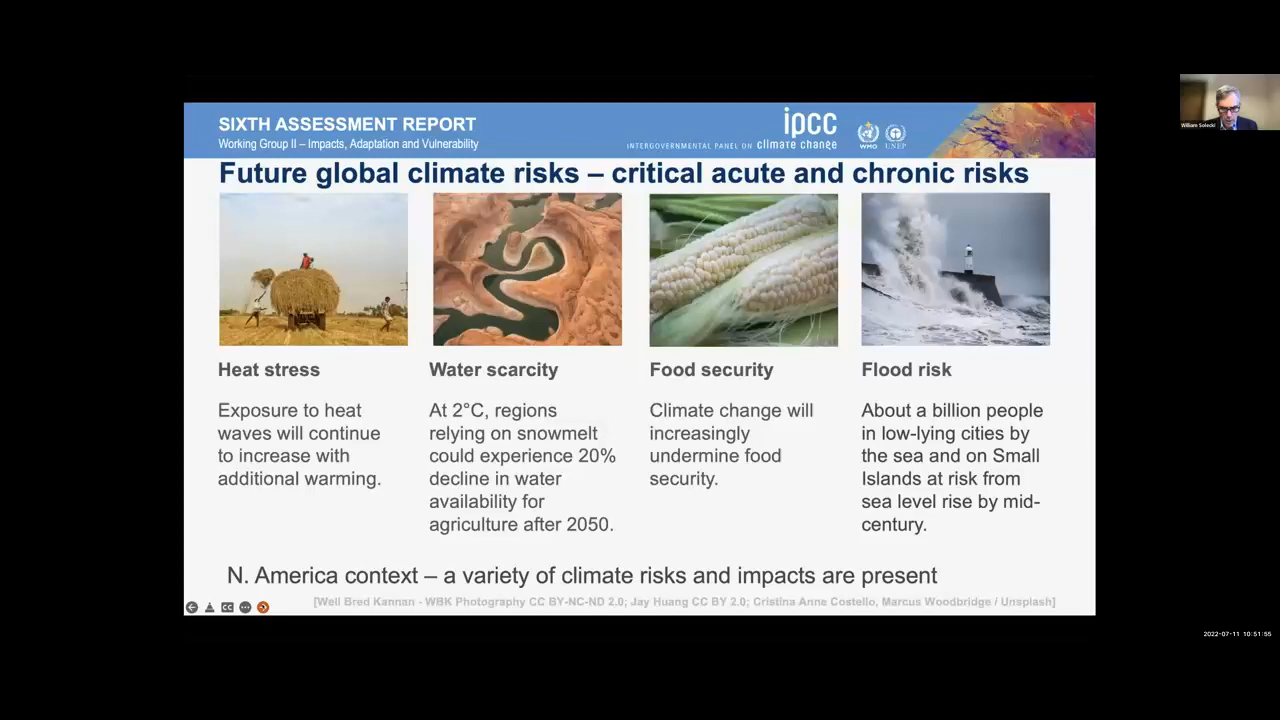 SIXTH ASSESSMENT REPORT
Working Group II – Impacts, Adaptation and Vulnerability
ipcc
INTERGOVERNMENTAL PANEL ON climate change
WMO
UNEP
William Solecki
Future global climate risks – critical acute and chronic risks
Heat stress
Exposure to heat
waves will continue
to increase with
additional warming.
Water scarcity
At 2°C, regions
relying on snowmelt
could experience 20%
decline in water
availability for
agriculture after 2050.
Food security
Climate change will
increasingly
undermine food
security.
Flood risk
About a billion people
in low-lying cities by
the sea and on Small
Islands at risk from
sea level rise by mid-
century.
N. America context – a variety of climate risks and impacts are present
CC
[Well Bred Kannan - WBK Photography CC BY-NC-ND 2.0; Jay Huang CC BY 2.0; Cristina Anne Costello, Marcus Woodbridge / Unsplash]
2022-07-11 10:51:55